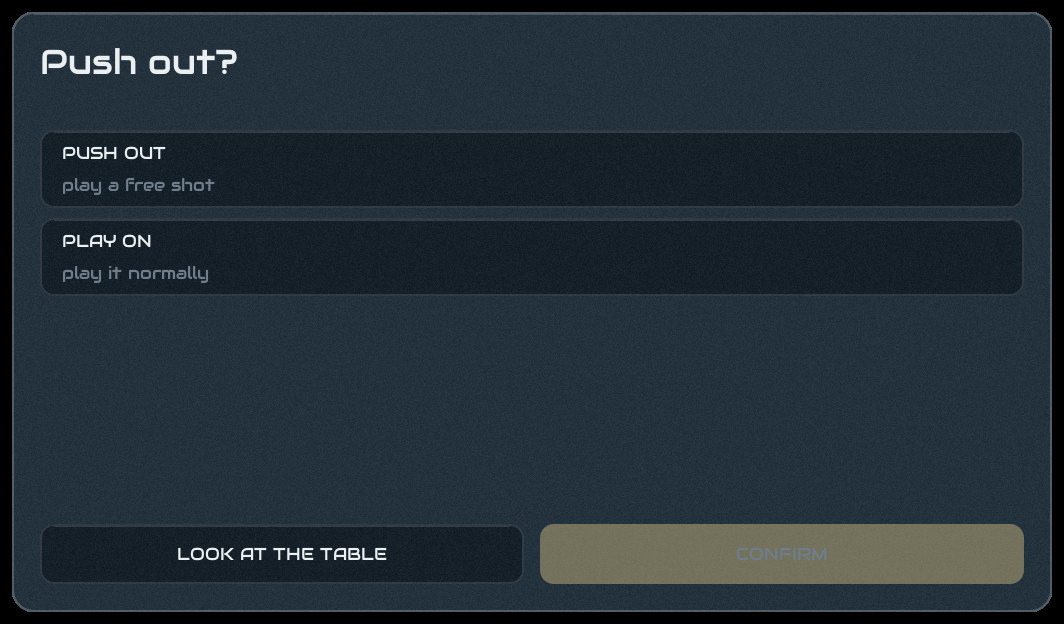 Push out?
PUSH OUT
play a free shot
PLAY ON
play it normally
LOOK AT THE TABLE
CONFIRM